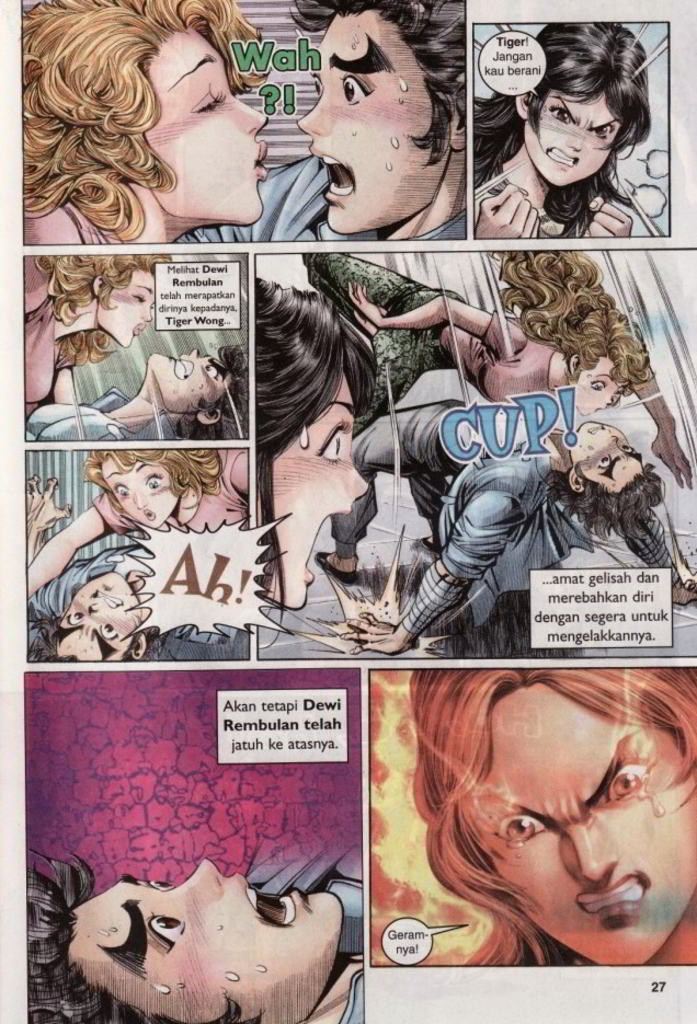 Wah
?!
Tiger!
Jangan
kau berani
...
Melihat Dewi
Rembulan
telah merapatkan
dirinya kepadanya,
Tiger Wong...
CUP!
Ah!
...amat gelisah dan
merebahkan diri
dengan segera untuk
mengelakkannya.
Akan tetapi Dewi
Rembulan telah
jatuh ke atasnya.
Geram-
nya!
27